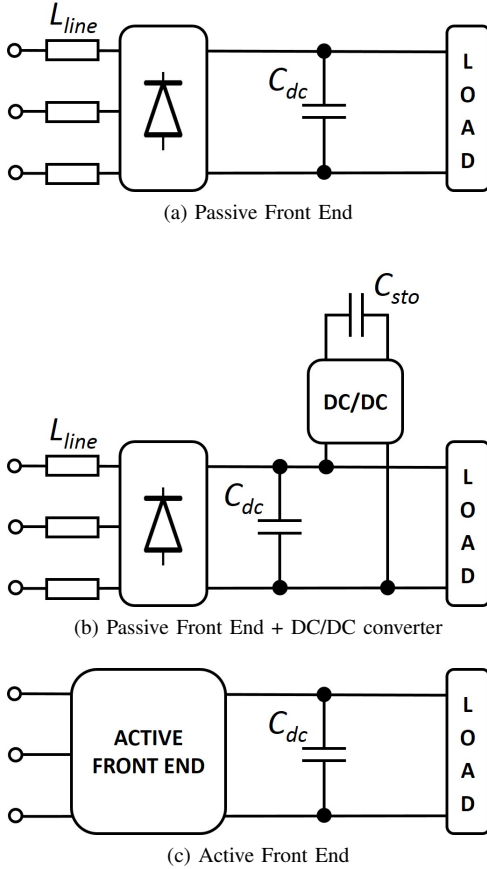 L_line
C_dc
L
O
A
D
(a) Passive Front End
C_sto
DC/DC
L_line
C_dc
L
O
A
D
(b) Passive Front End + DC/DC converter
ACTIVE
FRONT END
C_dc
L
O
A
D
(c) Active Front End